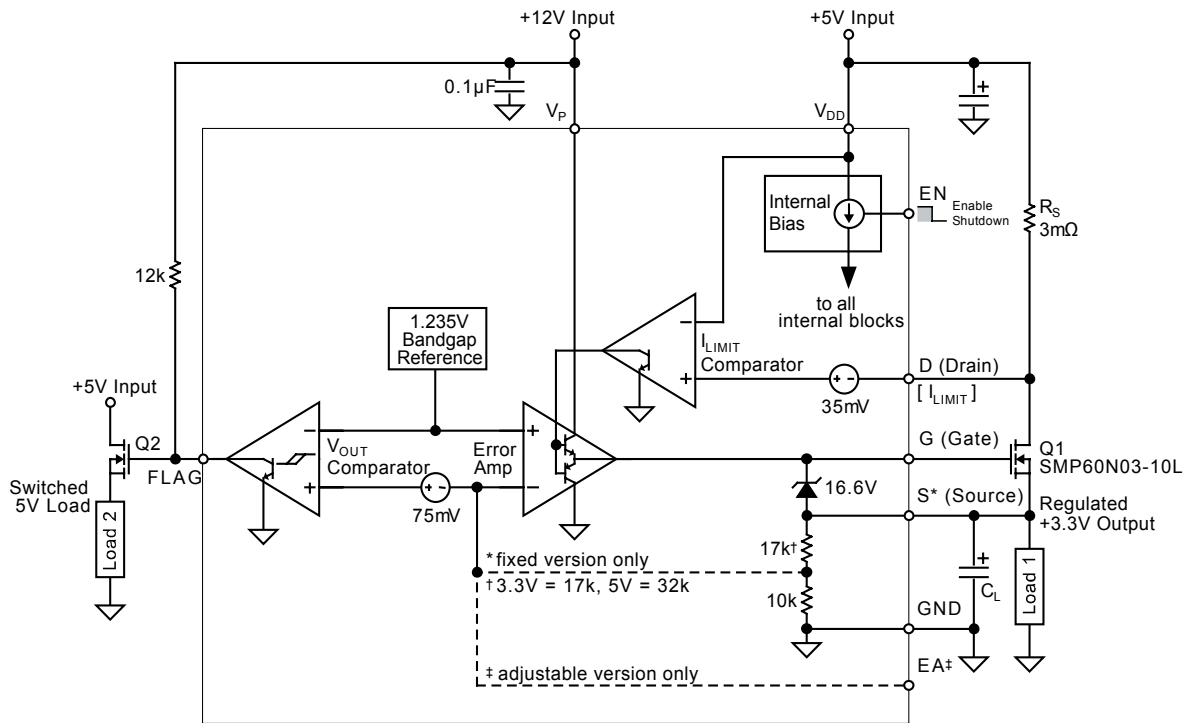 +12V Input
+5V Input
0.1µF
+
V_P
V_DD
EN
Enable
Shutdown
Internal
Bias
R_S
3mΩ
12k
to all
internal blocks
1.235V
Bandgap
Reference
–
I_LIMIT
Comparator
+
+ –
35mV
D (Drain)
[ I_LIMIT ]
+5V Input
Q2
FLAG
Switched
5V Load
Load 2
–
V_OUT
Comparator
+
+ –
75mV
+
Error
Amp
–
G (Gate)
Q1
SMP60N03-10L
16.6V
S* (Source)
Regulated
+3.3V Output
17k†
* fixed version only
† 3.3V = 17k, 5V = 32k
10k
+
C_L
Load 1
GND
EA‡
‡ adjustable version only